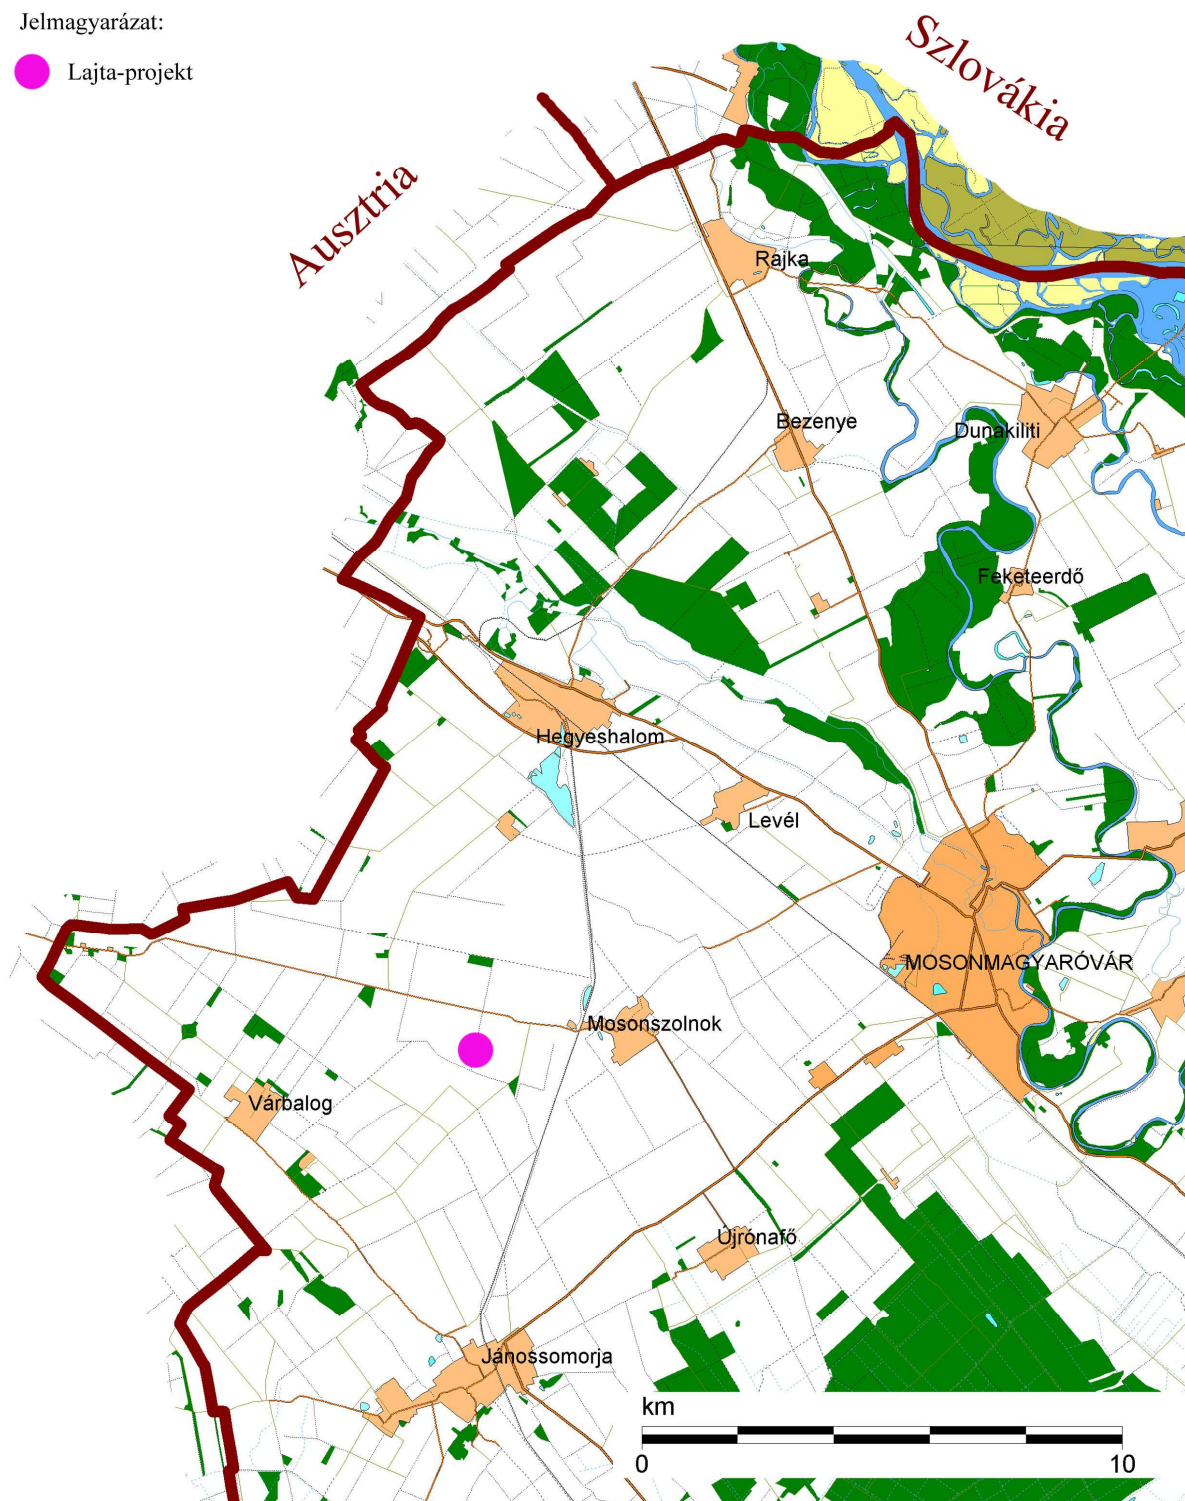 Jelmagyarázat:
Lajta-projekt
Szlovákia
Ausztria
Rajka
Bezenye
Dunakiliti
Feketeerdő
Hegyeshalom
Levél
MOSONMAGYARÓVÁR
Mosonszolnok
Várbalog
Újrónafő
Jánossomorja
km
0 10